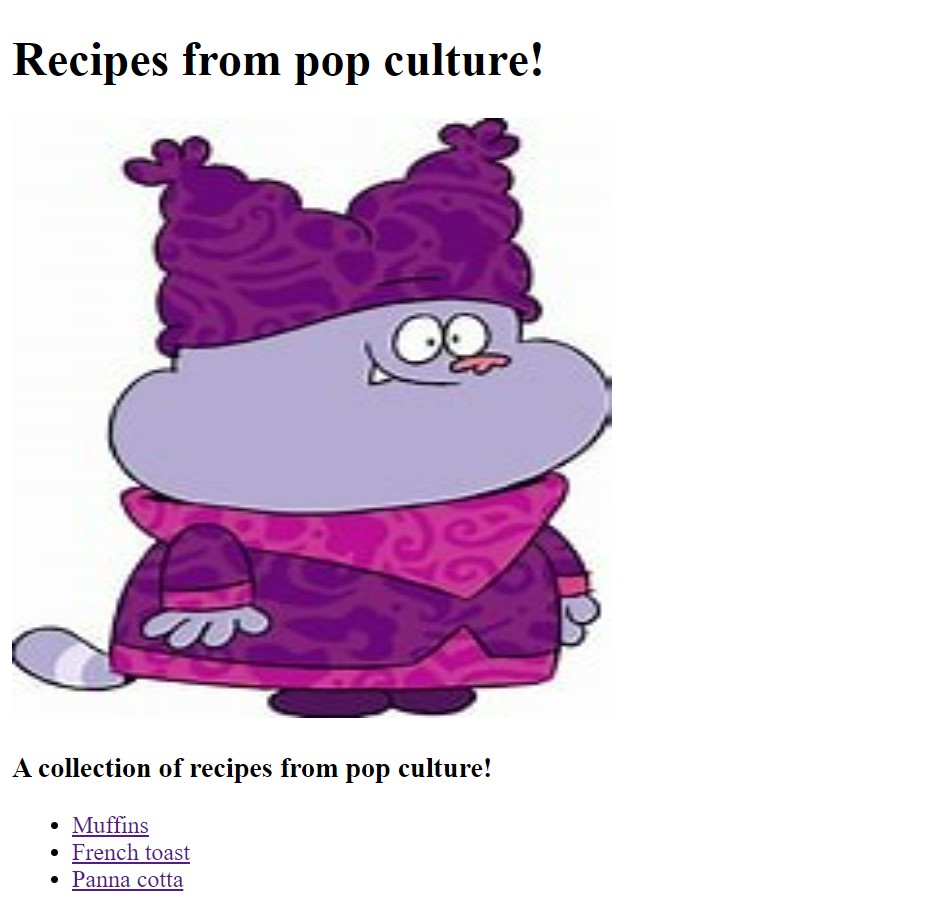 Recipes from pop culture!
A collection of recipes from pop culture!
Muffins
French toast
Panna cotta